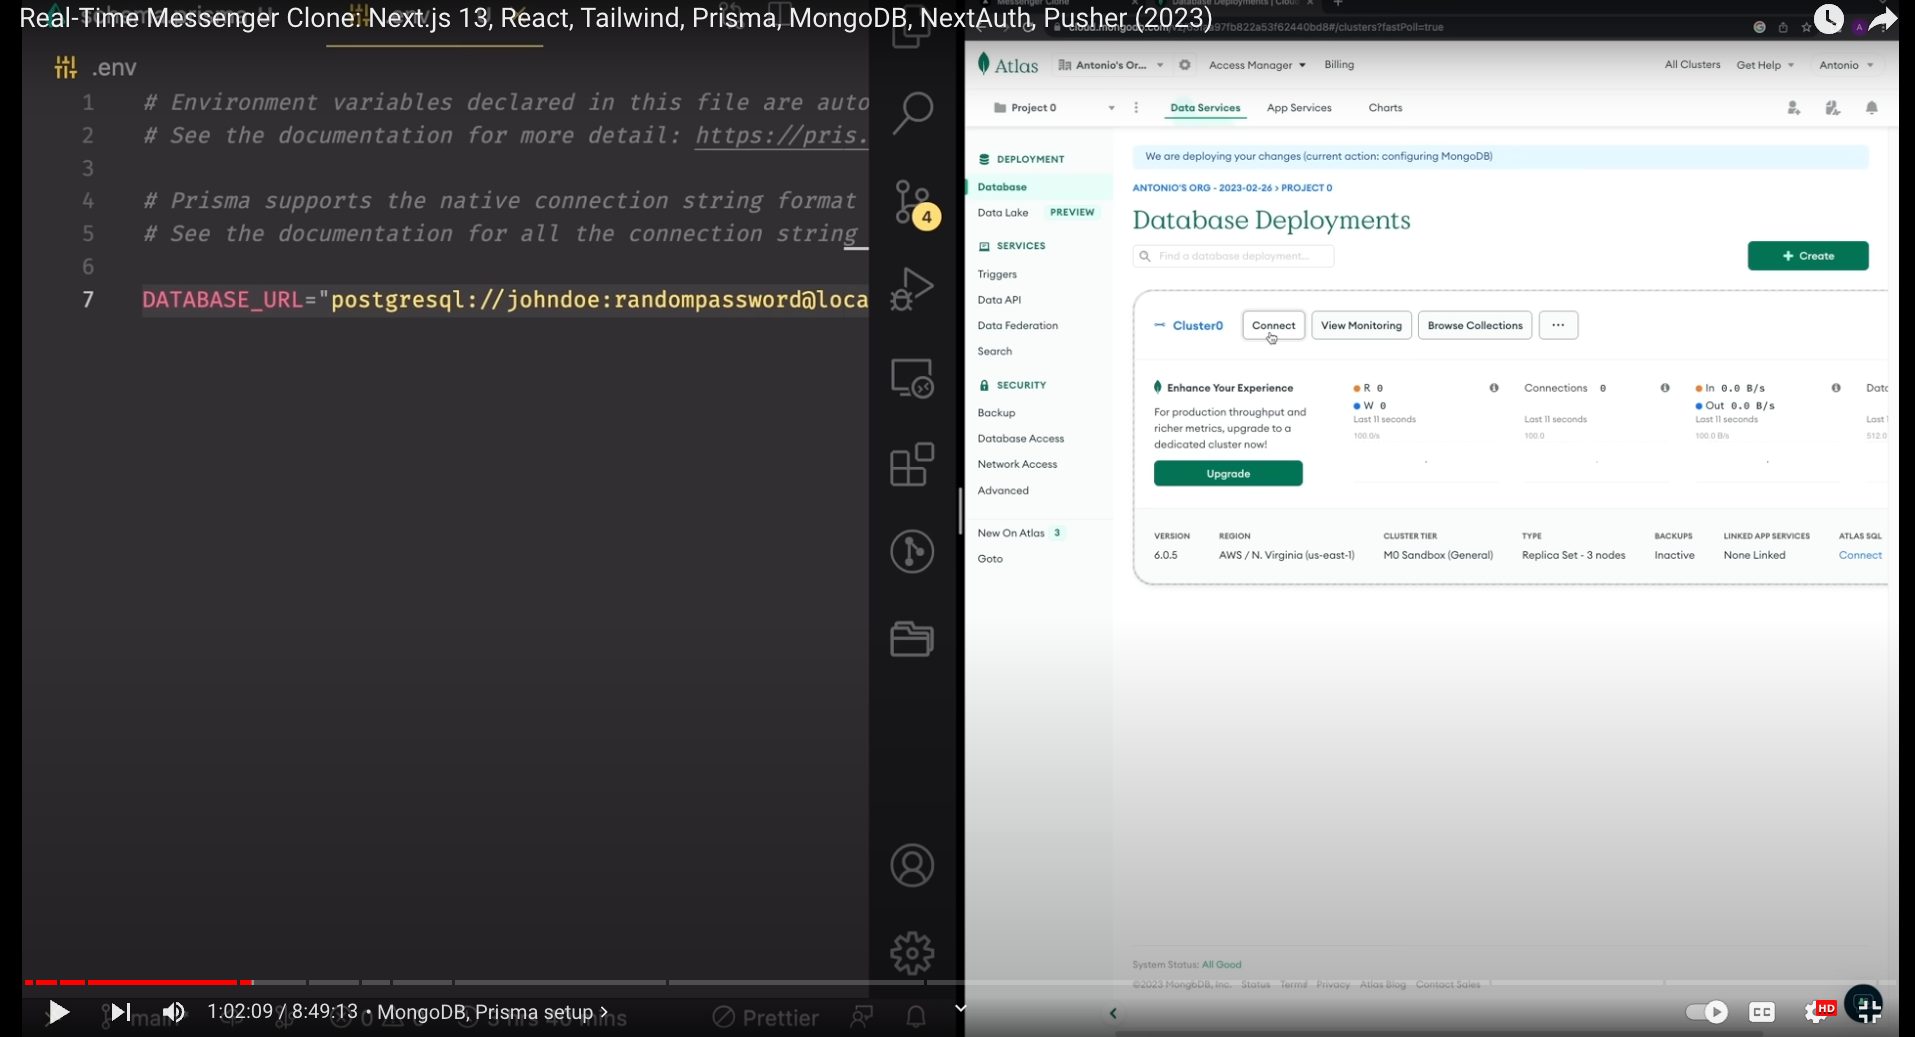 Real-Time Messenger Clone: Next.js 13, React, Tailwind, Prisma, MongoDB, NextAuth, Pusher (2023)
.env
1 # Environment variables declared in this file are auto
2 # See the documentation for more detail: https://pris.
3
4 # Prisma supports the native connection string format
5 # See the documentation for all the connection string
6
7 DATABASE_URL="postgresql://johndoe:randompassword@loca
4
Atlas Antonio's Or... Access Manager Billing All Clusters Get Help Antonio
Project 0 Data Services App Services Charts
DEPLOYMENT
Database
Data Lake PREVIEW
SERVICES
Triggers
Data API
Data Federation
Search
SECURITY
Backup
Database Access
Network Access
Advanced
New On Atlas 3
Goto
We are deploying your changes (current action: configuring MongoDB)
ANTONIO'S ORG - 2023-02-26 > PROJECT 0
Database Deployments
Find a database deployment...
+ Create
Cluster0 Connect View Monitoring Browse Collections ...
Enhance Your Experience
For production throughput and
richer metrics, upgrade to a
dedicated cluster now!
Upgrade
R 0
W 0
Last 11 seconds
100.0/s
Connections 0
Last 11 seconds
100.0
In 0.0 B/s
Out 0.0 B/s
Last 11 seconds
100.0 B/s
Data
Last
512.0
VERSION REGION CLUSTER TIER TYPE BACKUPS LINKED APP SERVICES ATLAS SQL
6.0.5 AWS / N. Virginia (us-east-1) M0 Sandbox (General) Replica Set - 3 nodes Inactive None Linked Connect
System Status: All Good
©2023 MongoDB, Inc. Status Terms Privacy Atlas Blog Contact Sales
1:02:09 / 8:49:13 • MongoDB, Prisma setup >
main Prettier
CC HD